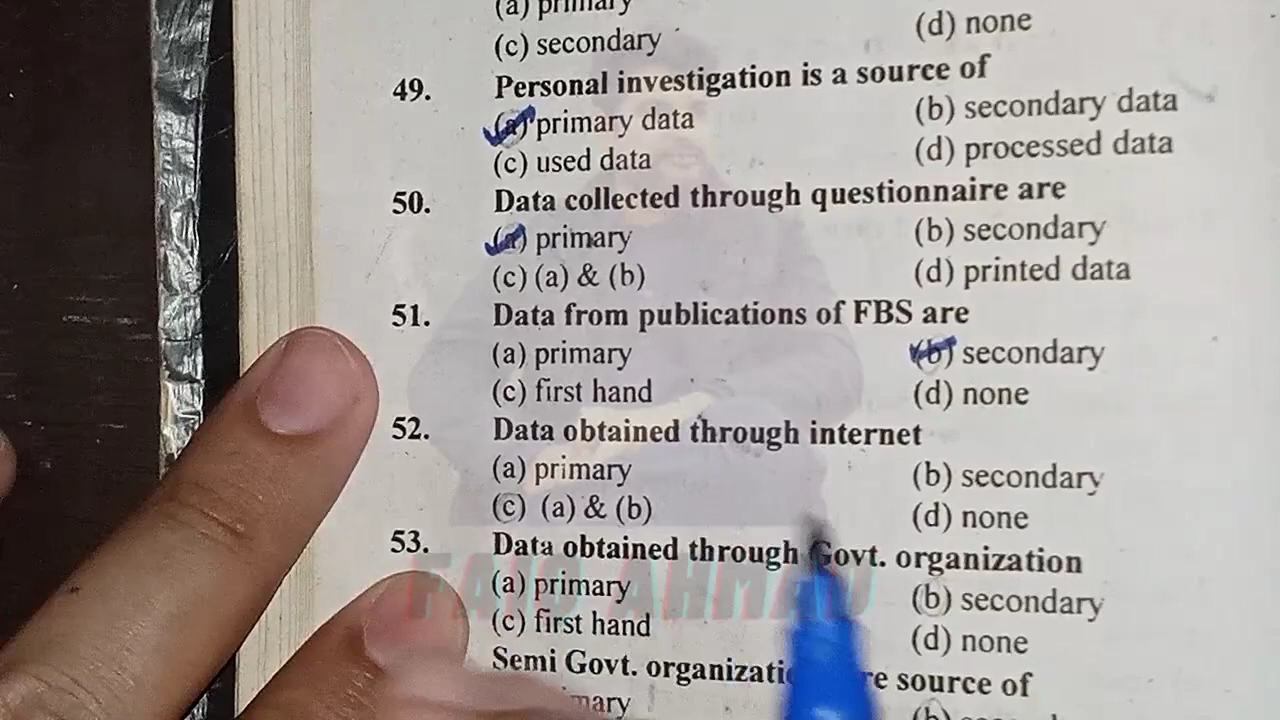 (a) primary
(c) secondary (d) none
49. Personal investigation is a source of
(a) primary data (b) secondary data
(c) used data (d) processed data
50. Data collected through questionnaire are
(a) primary (b) secondary
(c) (a) & (b) (d) printed data
51. Data from publications of FBS are
(a) primary (b) secondary
(c) first hand (d) none
52. Data obtained through internet
(a) primary (b) secondary
(c) (a) & (b) (d) none
53. Data obtained through Govt. organization
FAIS AHMAD
(a) primary (b) secondary
(c) first hand (d) none
Semi Govt. source of
(b)